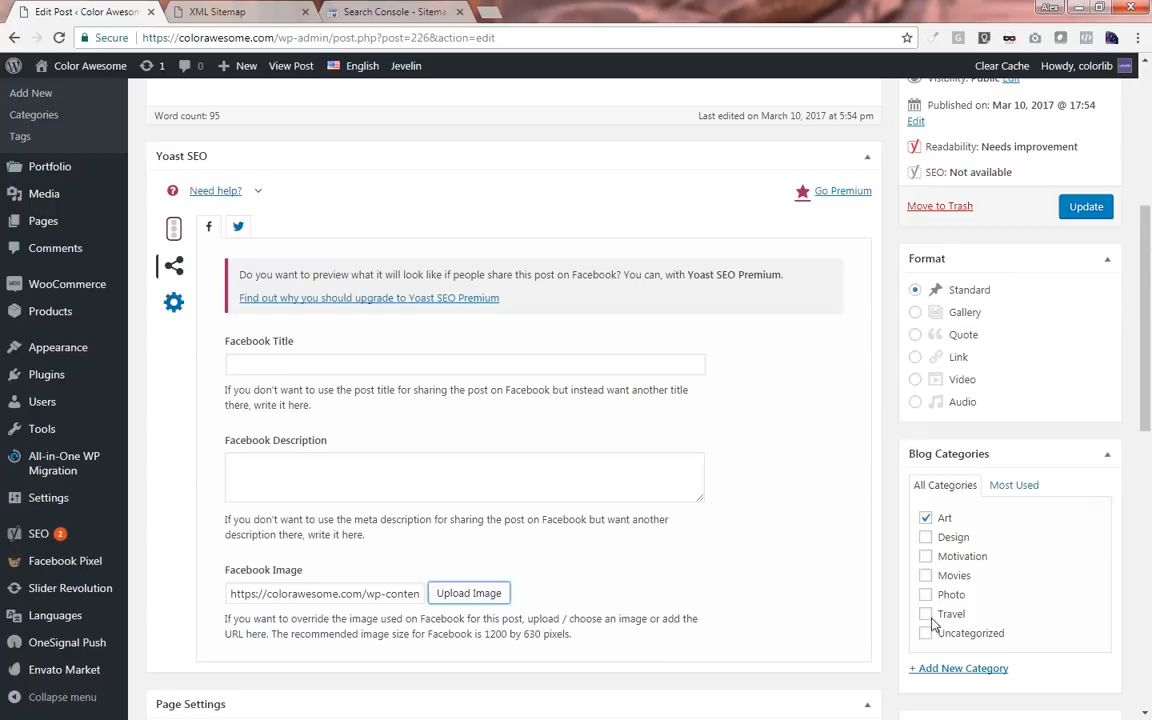 Edit Post ‹ Color Awesom
XML Sitemap
Search Console - Sitema
Alex
Secure
https://colorawesome.com/wp-admin/post.php?post=226&action=edit
Color Awesome
1
0
New
View Post
English
Jevelin
Clear Cache
Howdy, colorlib
Add New
Categories
Tags
Portfolio
Media
Pages
Comments
WooCommerce
Products
Appearance
Plugins
Users
Tools
All-in-One WP
Migration
Settings
SEO 2
Facebook Pixel
Slider Revolution
Languages
OneSignal Push
Envato Market
Collapse menu
Word count: 95
Last edited on March 10, 2017 at 5:54 pm
Yoast SEO
Need help?
Go Premium
Do you want to preview what it will look like if people share this post on Facebook? You can, with Yoast SEO Premium.
Find out why you should upgrade to Yoast SEO Premium
Facebook Title
If you don't want to use the post title for sharing the post on Facebook but instead want another title
there, write it here.
Facebook Description
If you don't want to use the meta description for sharing the post on Facebook but want another
description there, write it here.
Facebook Image
https://colorawesome.com/wp-conten
Upload Image
If you want to override the image used on Facebook for this post, upload / choose an image or add the
URL here. The recommended image size for Facebook is 1200 by 630 pixels.
Page Settings
Visibility: Public Edit
Published on: Mar 10, 2017 @ 17:54
Edit
Readability: Needs improvement
SEO: Not available
Move to Trash
Update
Format
Standard
Gallery
Quote
Link
Video
Audio
Blog Categories
All Categories
Most Used
Art
Design
Motivation
Movies
Photo
Travel
Uncategorized
+ Add New Category